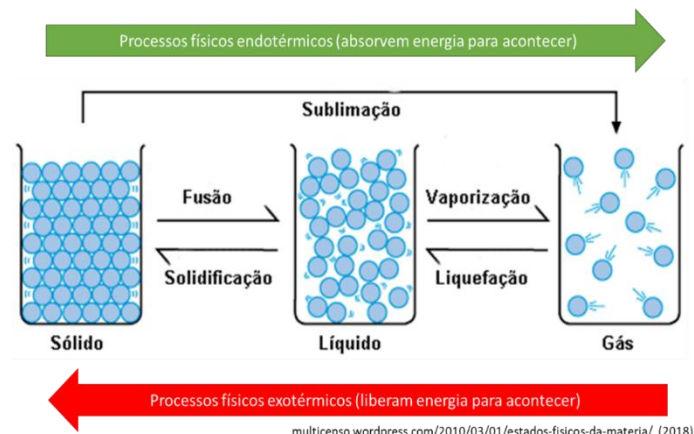 Processos físicos endotérmicos (absorvem energia para acontecer)
Sublimação
Fusão
Vaporização
Solidificação
Liquefação
Sólido
Líquido
Gás
Processos físicos exotérmicos (liberam energia para acontecer)
multicenso.wordpress.com/2010/03/01/estados-fisicos-da-materia/ (2018)